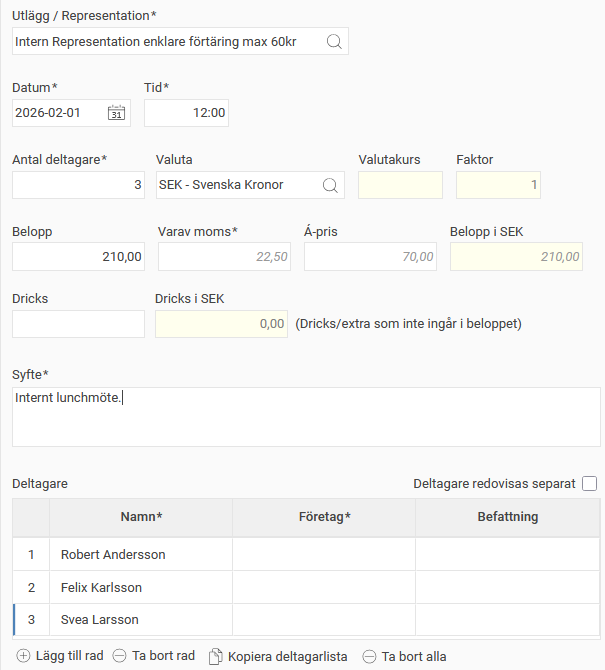 Utlägg / Representation*
Intern Representation enklare förtäring max 60kr
Datum* Tid*
2026-02-01 31 12:00
Antal deltagare* Valuta Valutakurs Faktor
3 SEK - Svenska Kronor 1
Belopp Varav moms* Á-pris Belopp i SEK
210,00 22,50 70,00 210,00
Dricks Dricks i SEK
0,00 (Dricks/extra som inte ingår i beloppet)
Syfte*
Internt lunchmöte.
Deltagare Deltagare redovisas separat
Namn* Företag* Befattning
1 Robert Andersson
2 Felix Karlsson
3 Svea Larsson
Lägg till rad Ta bort rad Kopiera deltagarlista Ta bort alla